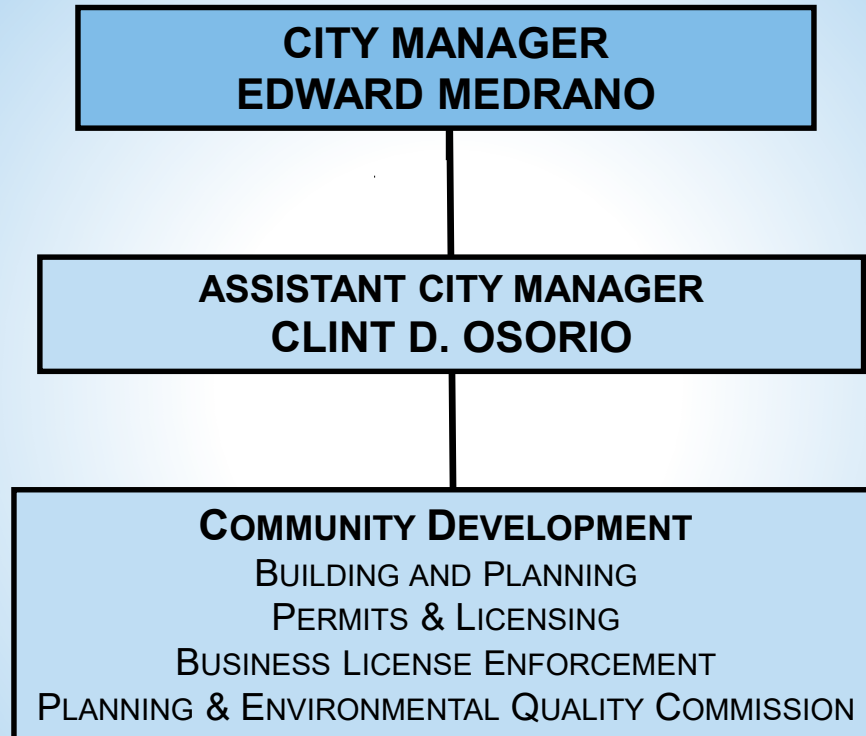 CITY MANAGER
EDWARD MEDRANO
ASSISTANT CITY MANAGER
CLINT D. OSORIO
COMMUNITY DEVELOPMENT
BUILDING AND PLANNING
PERMITS & LICENSING
BUSINESS LICENSE ENFORCEMENT
PLANNING & ENVIRONMENTAL QUALITY COMMISSION